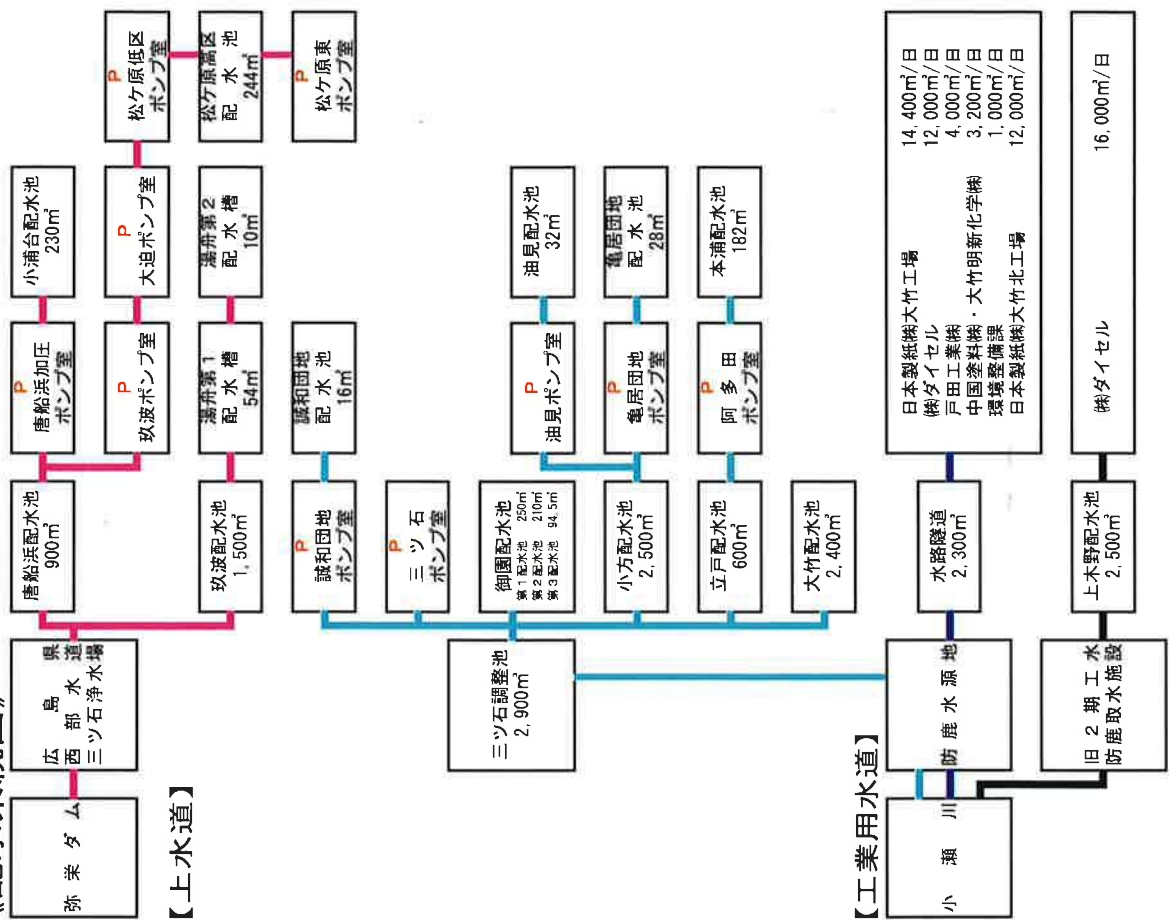 弥栄ダム
広島県
西部水道
三ツ石浄水場
唐船浜配水池
900㎥
P
唐船浜加圧
ポンプ室
小浦台配水池
230㎥
P
玖波ポンプ室
P
大迫ポンプ室
P
松ケ原低区
ポンプ室
松ケ原高区
配水池
244㎥
P
松ケ原東
ポンプ室
玖波配水池
1,500㎥
湯舟第1
配水槽
54㎥
湯舟第2
配水槽
10㎥
【上水道】
P
誠和団地
ポンプ室
誠和団地
配水池
16㎥
P
三ツ石
ポンプ室
三ツ石調整池
2,900㎥
御園配水池
第1配水池 250㎥
第2配水池 210㎥
第3配水池 94.5㎥
小方配水池
2,500㎥
P
油見ポンプ室
油見配水池
32㎥
P
亀居団地
ポンプ室
亀居団地
配水池
28㎥
立戸配水池
600㎥
P
阿多田
ポンプ室
本浦配水池
182㎥
大竹配水池
2,400㎥
【工業用水道】
小瀬川
防鹿水源地
水路隧道
2,300㎥
日本製紙㈱大竹工場 14,400㎥/日
㈱ダイセル 12,000㎥/日
戸田工業㈱ 4,000㎥/日
中国塗料㈱・大竹明新化学㈱ 3,200㎥/日
環境整備課 1,000㎥/日
日本製紙㈱大竹北工場 12,000㎥/日
旧2期工水
防鹿取水施設
上木野配水池
2,500㎥
㈱ダイセル 16,000㎥/日